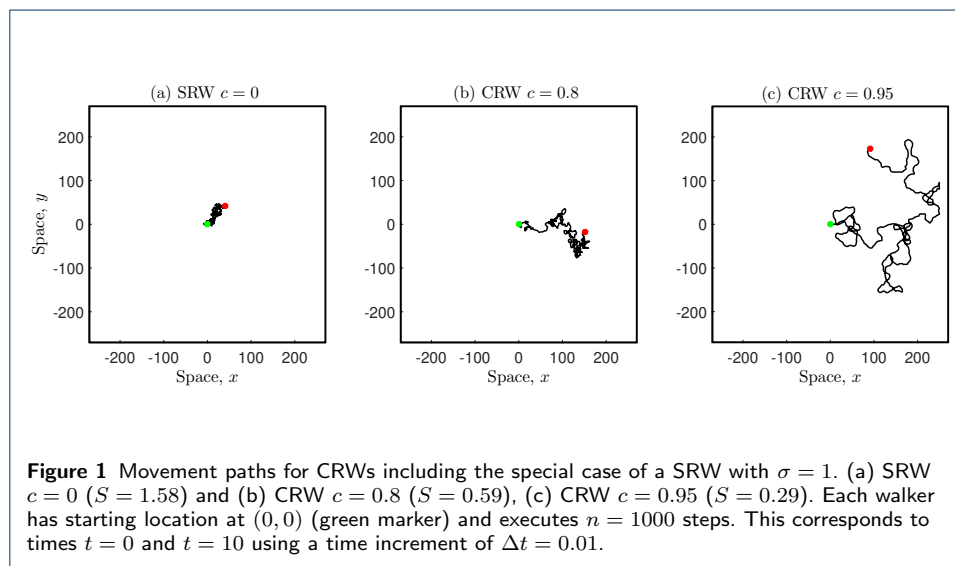 (a) SRW c = 0
(b) CRW c = 0.8
(c) CRW c = 0.95
Space, y
200
100
0
-100
-200
-200 -100 0 100 200
Space, x
200
100
0
-100
-200
-200 -100 0 100 200
Space, x
200
100
0
-100
-200
-200 -100 0 100 200
Space, x
Figure 1 Movement paths for CRWs including the special case of a SRW with σ = 1. (a) SRW
c = 0 (S = 1.58) and (b) CRW c = 0.8 (S = 0.59), (c) CRW c = 0.95 (S = 0.29). Each walker
has starting location at (0, 0) (green marker) and executes n = 1000 steps. This corresponds to
times t = 0 and t = 10 using a time increment of Δt = 0.01.